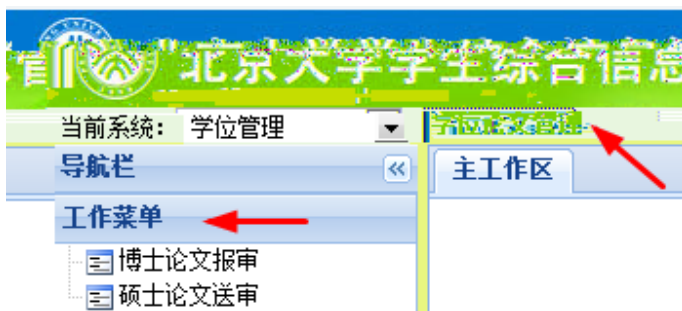 北京大学学生综合信息
当前系统： 学位管理
导航栏
主工作区
工作菜单
博士论文报审
硕士论文送审